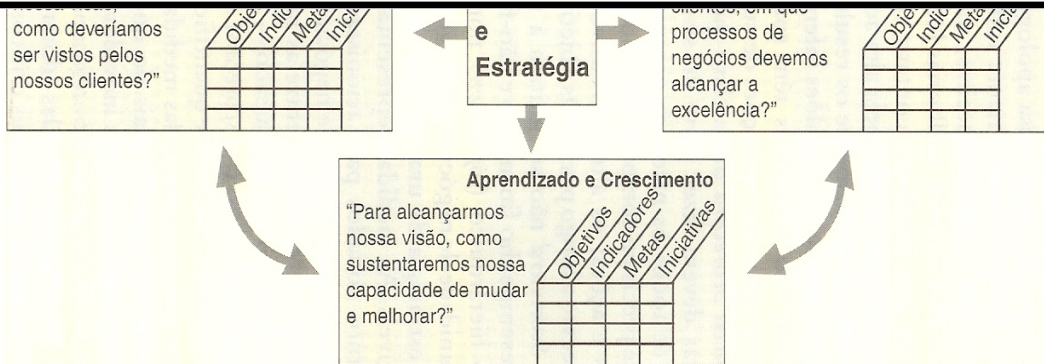 como deveríamos
ser vistos pelos
nossos clientes?”
e
Estratégia
processos de
negócios devemos
alcançar a
excelência?”
Aprendizado e Crescimento
“Para alcançarmos
nossa visão, como
sustentaremos nossa
capacidade de mudar
e melhorar?”
Objetivos
Indicadores
Metas
Iniciativas